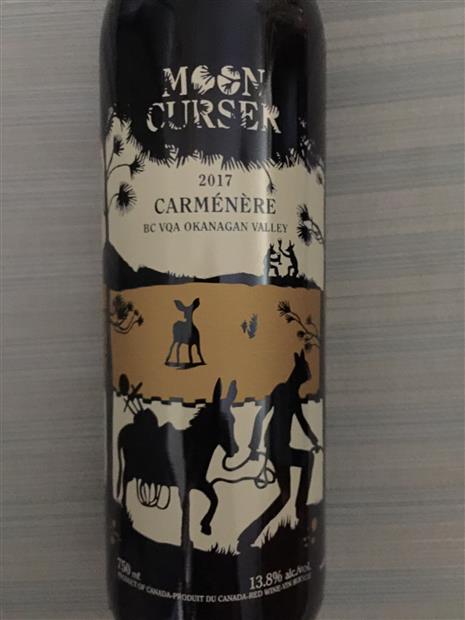 MOON
CURSER
2017
CARMÉNÈRE
BC VQA OKANAGAN VALLEY
750 ml
13.8% alc./vol.
PRODUCT OF CANADA-PRODUIT DU CANADA-RED WINE-VIN ROUGE